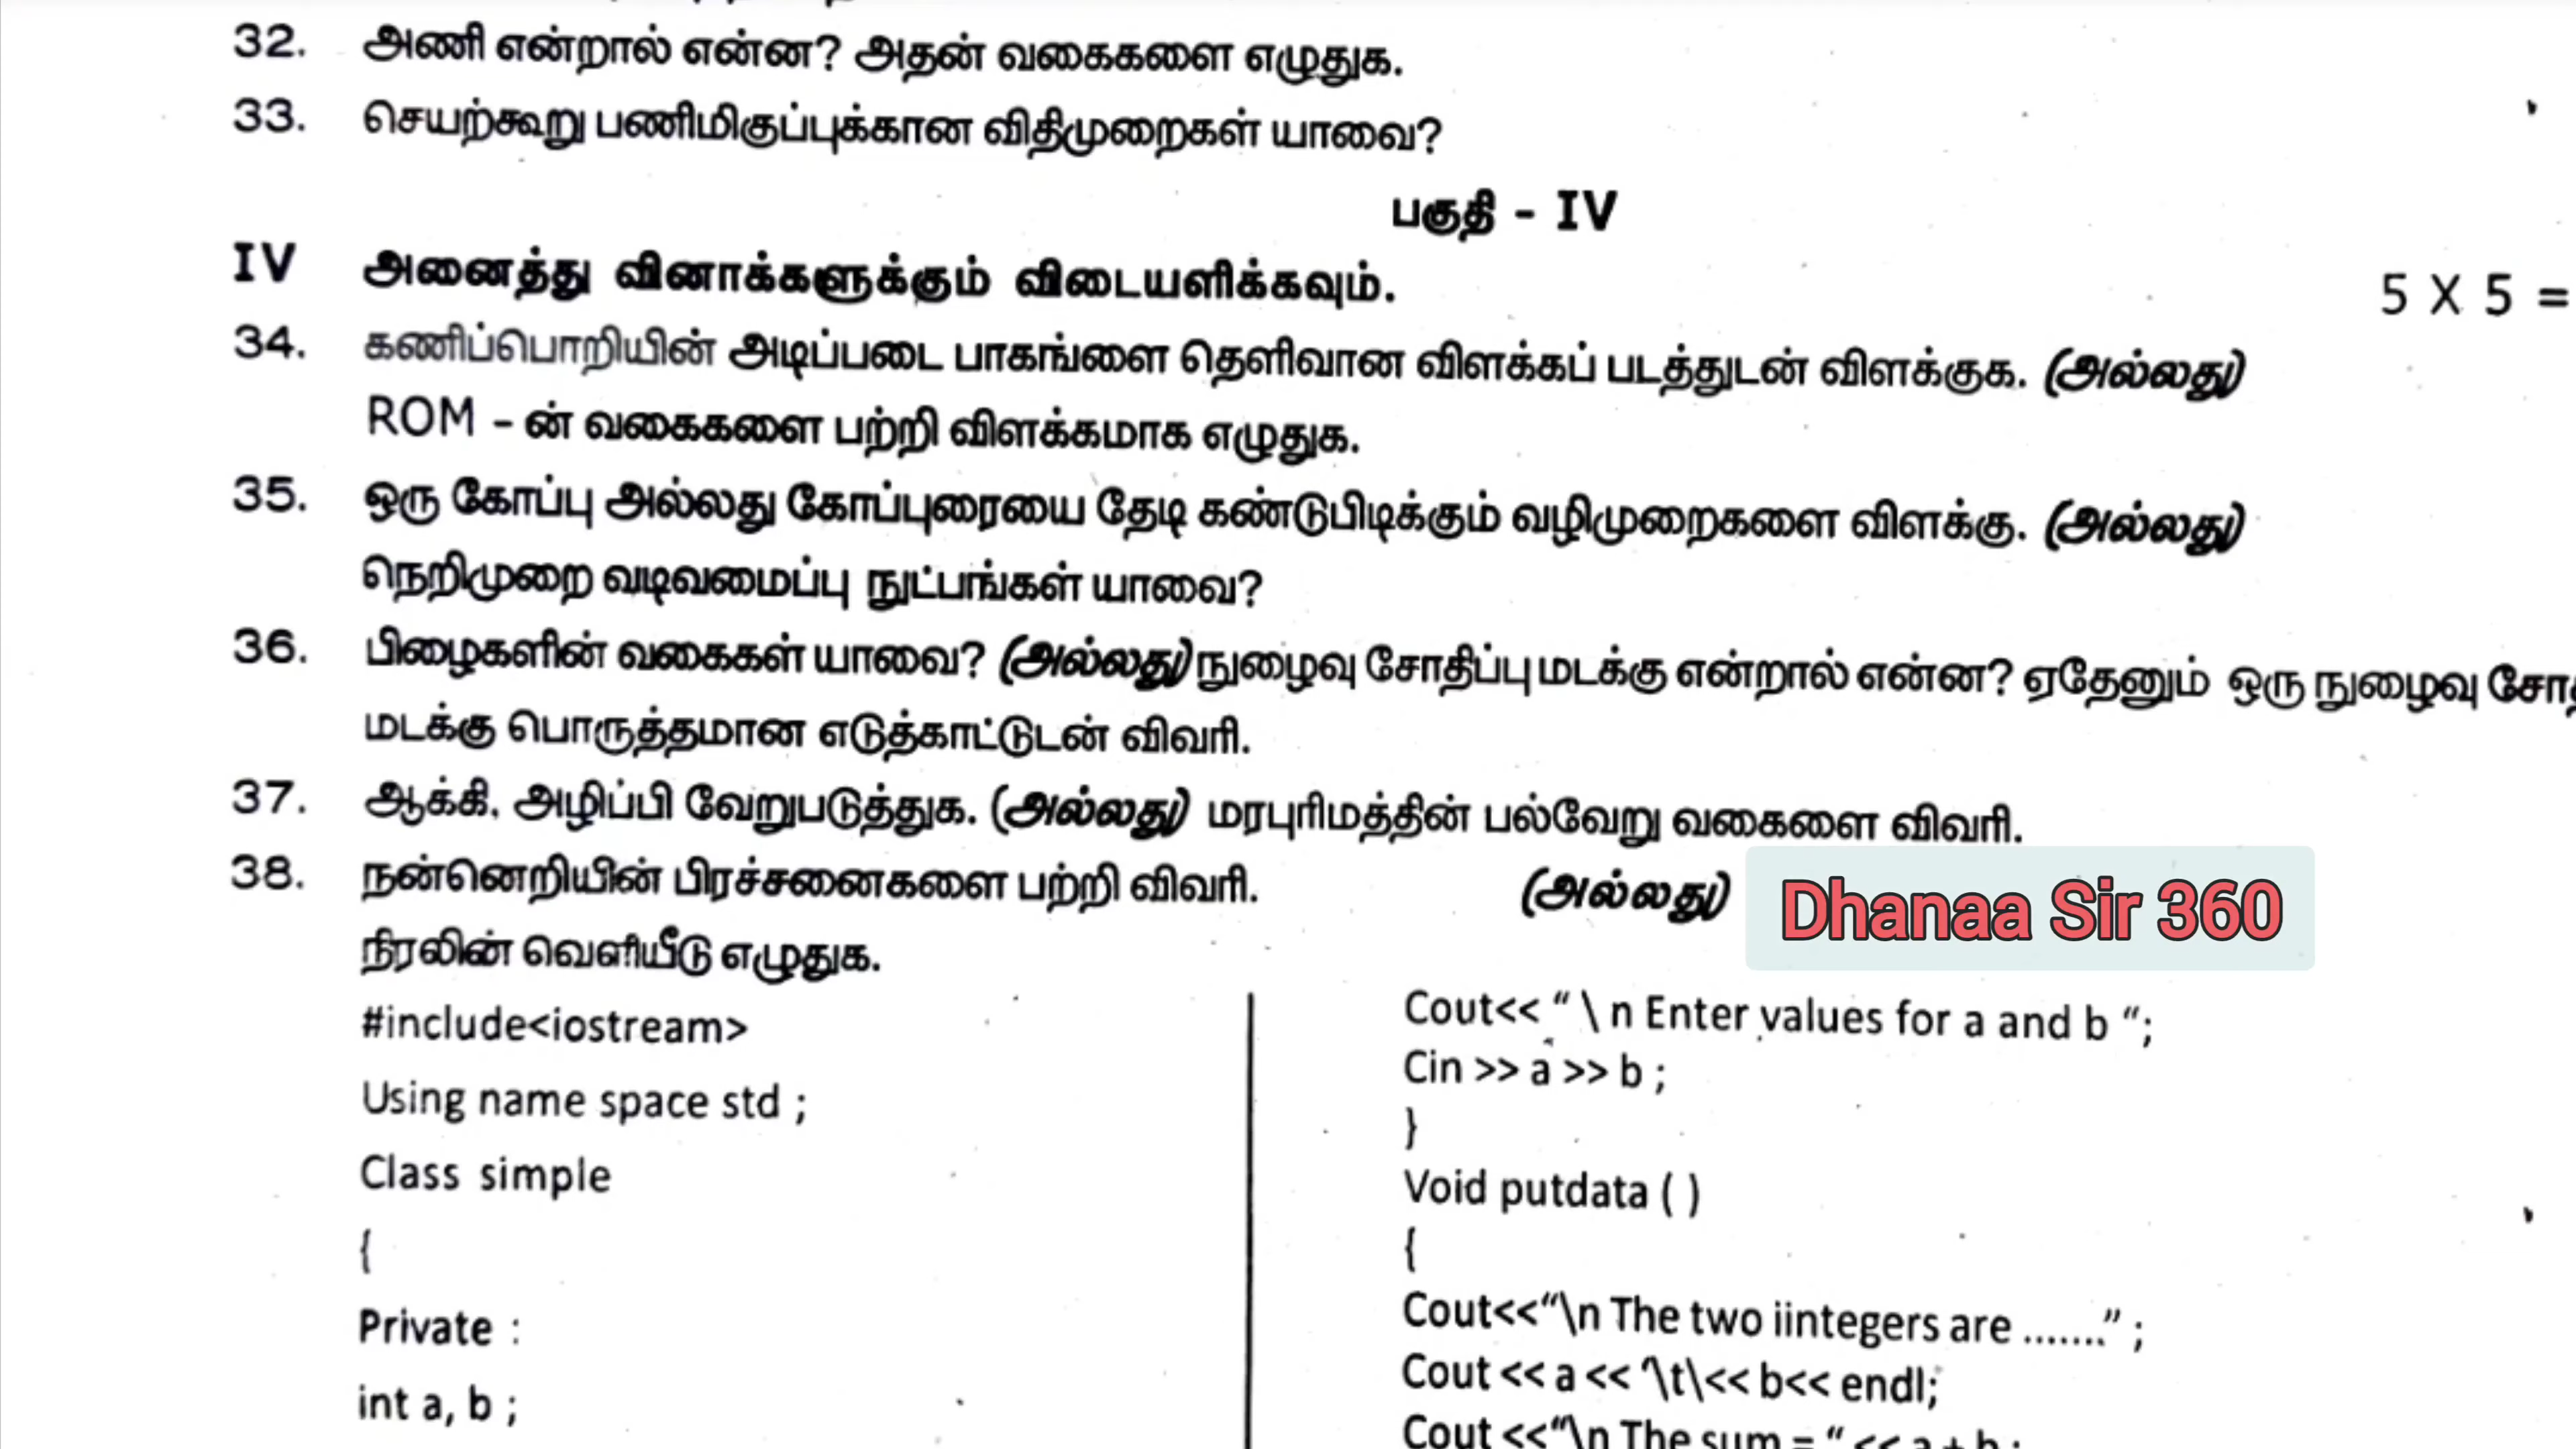 32. அணி என்றால் என்ன? அதன் வகைகளை எழுதுக.
33. செயற்கூறு பணிமிகுப்புக்கான விதிமுறைகள் யாவை?
பகுதி - IV
IV அனைத்து வினாக்களுக்கும் விடையளிக்கவும்.
5 X 5 =
34. கணிப்பொறியின் அடிப்படை பாகங்ளை தெளிவான விளக்கப் படத்துடன் விளக்குக. (அல்லது)
ROM - ன் வகைகளை பற்றி விளக்கமாக எழுதுக.
35. ஒரு கோப்பு அல்லது கோப்புரையை தேடி கண்டுபிடிக்கும் வழிமுறைகளை விளக்கு. (அல்லது)
நெறிமுறை வடிவமைப்பு நுட்பங்கள் யாவை?
36. பிழைகளின் வகைகள் யாவை? (அல்லது) நுழைவு சோதிப்பு மடக்கு என்றால் என்ன? ஏதேனும் ஒரு நுழைவு
மடக்கு பொருத்தமான எடுத்காட்டுடன் விவரி.
37. ஆக்கி. அழிப்பி வேறுபடுத்துக. (அல்லது) மரபுரிமத்தின் பல்வேறு வகைளை விவரி.
38. நன்னெறியின் பிரச்சனைகளை பற்றி விவரி. (அல்லது)
Dhanaa Sir 360
நிரலின் வெளியீடு எழுதுக.
#include<iostream>
Using name space std ;
Class simple
{
Private :
int a, b ;
Cout<< “ \ n Enter values for a and b “;
Cin >> a >> b ;
}
Void putdata ( )
{
Cout<<“\n The two iintegers are .......” ;
Cout << a << ‘\t\<< b<< endl;
Cout <<“\n The sum = “ << a + b ;